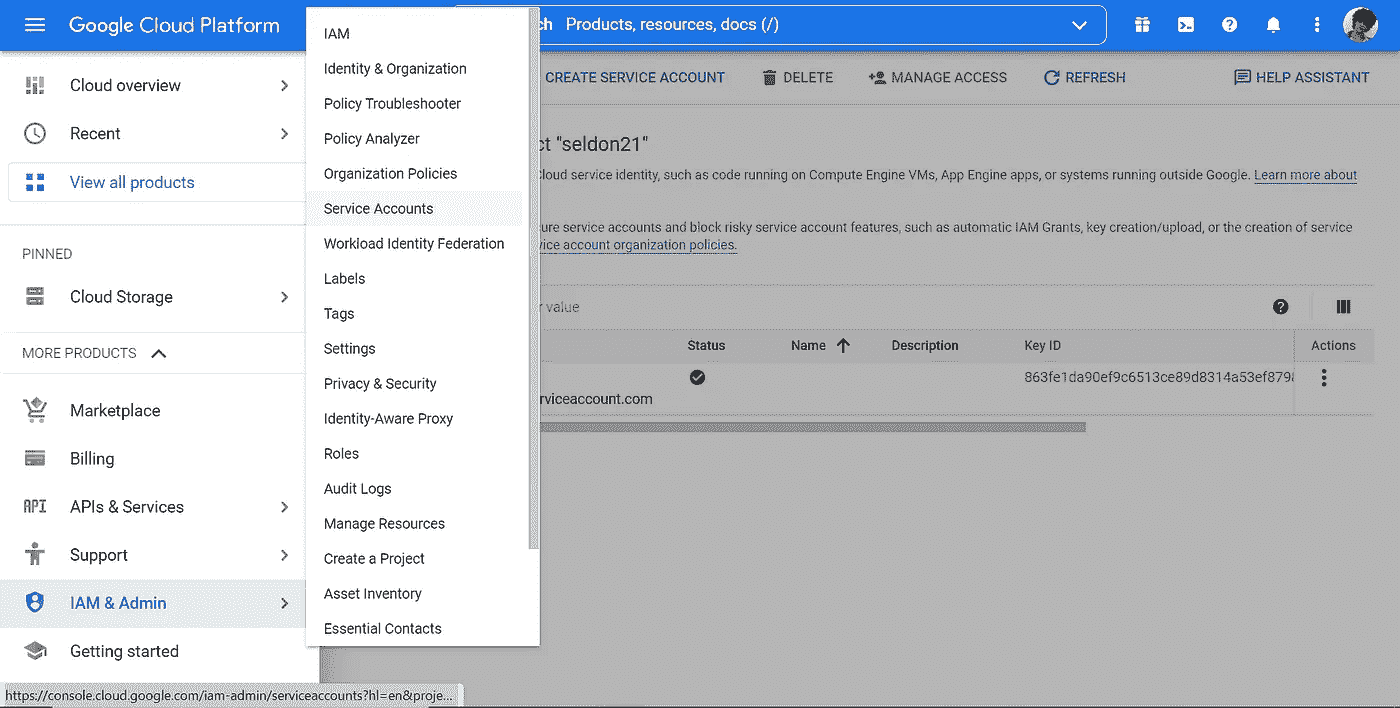 Google Cloud Platform
ch Products, resources, docs (/)
Cloud overview
Recent
View all products
PINNED
Cloud Storage
MORE PRODUCTS
Marketplace
Billing
API APIs & Services
Support
IAM & Admin
Getting started
https://console.cloud.google.com/iam-admin/serviceaccounts?hl=en&proje...
IAM
Identity & Organization
Policy Troubleshooter
Policy Analyzer
Organization Policies
Service Accounts
Workload Identity Federation
Labels
Tags
Settings
Privacy & Security
Identity-Aware Proxy
Roles
Audit Logs
Manage Resources
Create a Project
Asset Inventory
Essential Contacts
CREATE SERVICE ACCOUNT DELETE MANAGE ACCESS REFRESH HELP ASSISTANT
ct "seldon21"
Cloud service identity, such as code running on Compute Engine VMs, App Engine apps, or systems running outside Google. Learn more about
ure service accounts and block risky service account features, such as automatic IAM Grants, key creation/upload, or the creation of service
vice account organization policies.
r value
Status Name Description Key ID Actions
863fe1da90ef9c6513ce89d8314a53ef879
rviceaccount.com